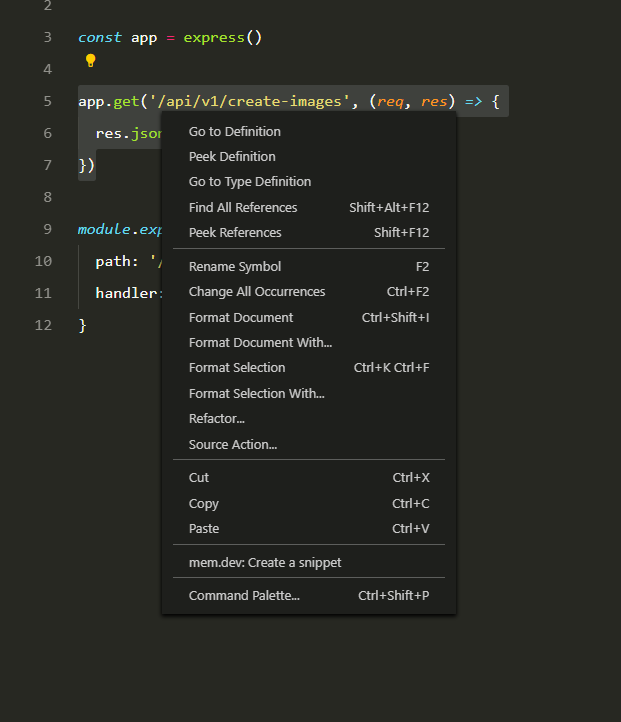 2
3 const app = express()
4
5 app.get('/api/v1/create-images', (req, res) => {
6 res.json
7 })
8
9 module.exp
10 path: '/
11 handler:
12 }
Go to Definition
Peek Definition
Go to Type Definition
Find All References Shift+Alt+F12
Peek References Shift+F12
Rename Symbol F2
Change All Occurrences Ctrl+F2
Format Document Ctrl+Shift+I
Format Document With...
Format Selection Ctrl+K Ctrl+F
Format Selection With...
Refactor...
Source Action...
Cut Ctrl+X
Copy Ctrl+C
Paste Ctrl+V
mem.dev: Create a snippet
Command Palette... Ctrl+Shift+P